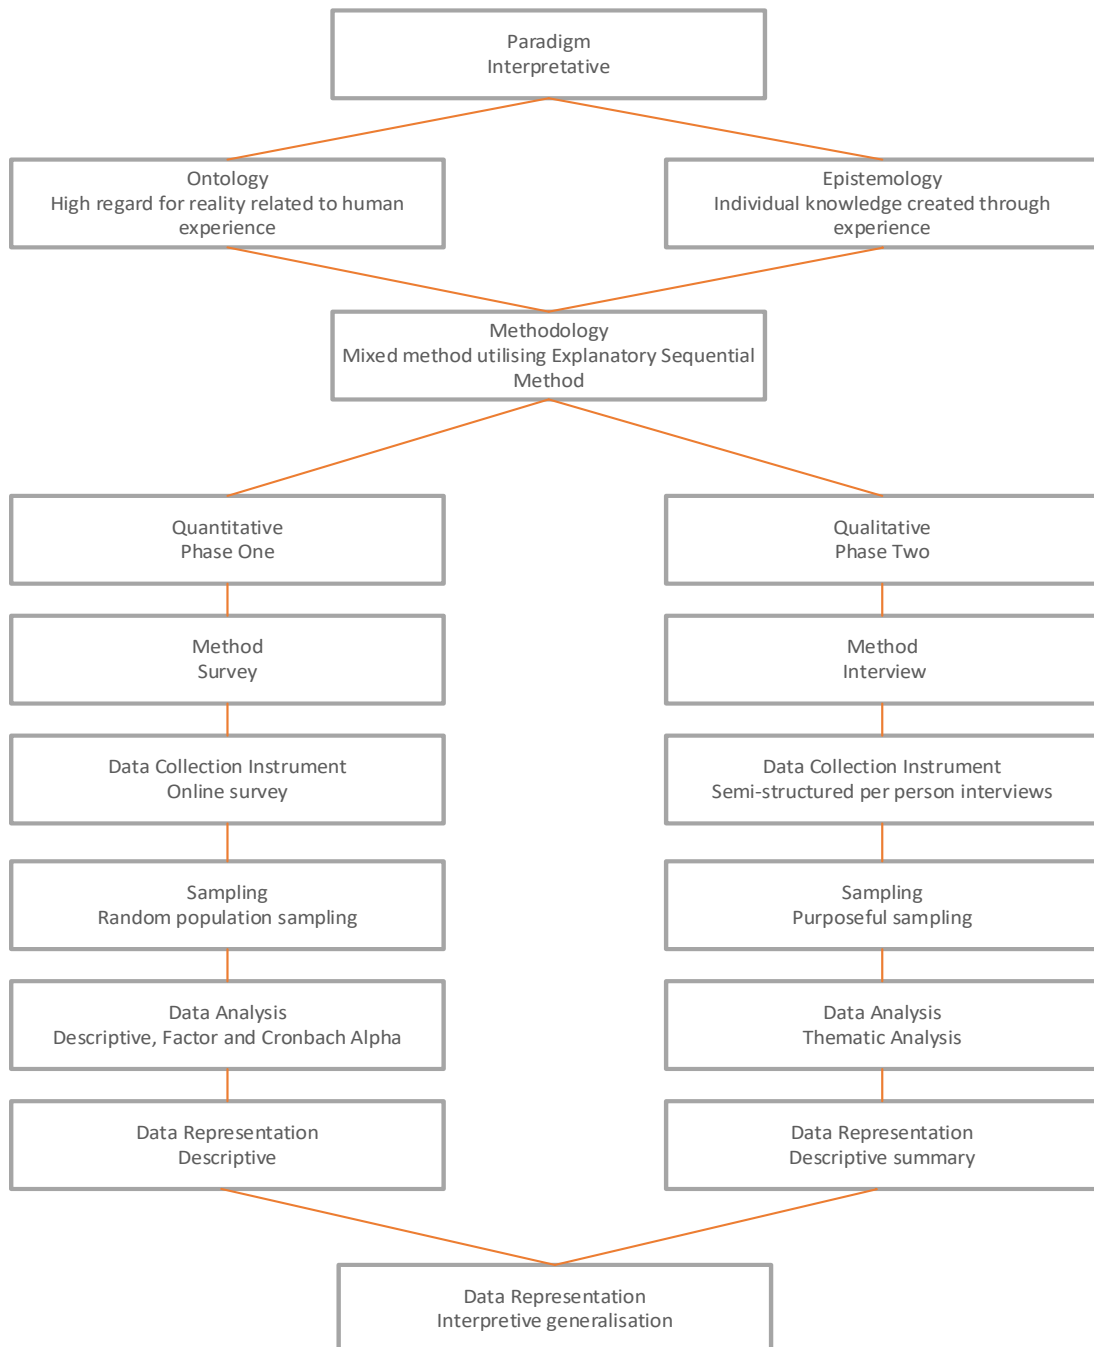 Paradigm
Interpretative
Ontology
High regard for reality related to human
experience
Epistemology
Individual knowledge created through
experience
Methodology
Mixed method utilising Explanatory Sequential
Method
Quantitative
Phase One
Qualitative
Phase Two
Method
Survey
Method
Interview
Data Collection Instrument
Online survey
Data Collection Instrument
Semi-structured per person interviews
Sampling
Random population sampling
Sampling
Purposeful sampling
Data Analysis
Descriptive, Factor and Cronbach Alpha
Data Analysis
Thematic Analysis
Data Representation
Descriptive
Data Representation
Descriptive summary
Data Representation
Interpretive generalisation